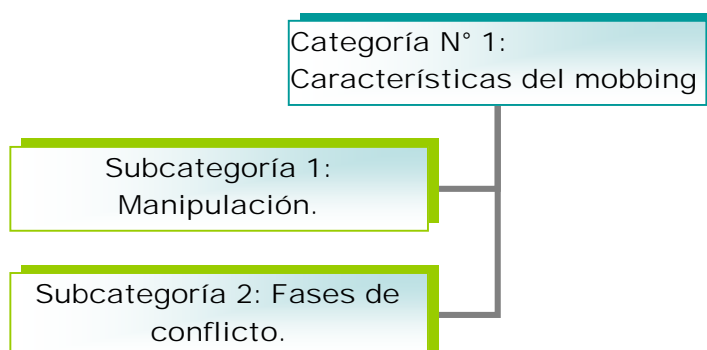 Categoría N° 1:
Características del mobbing
Subcategoría 1:
Manipulación.
Subcategoría 2: Fases de
conflicto.